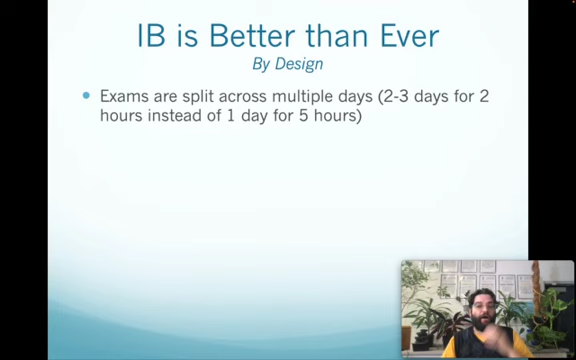 IB is Better than Ever
By Design
Exams are split across multiple days (2-3 days for 2
hours instead of 1 day for 5 hours)